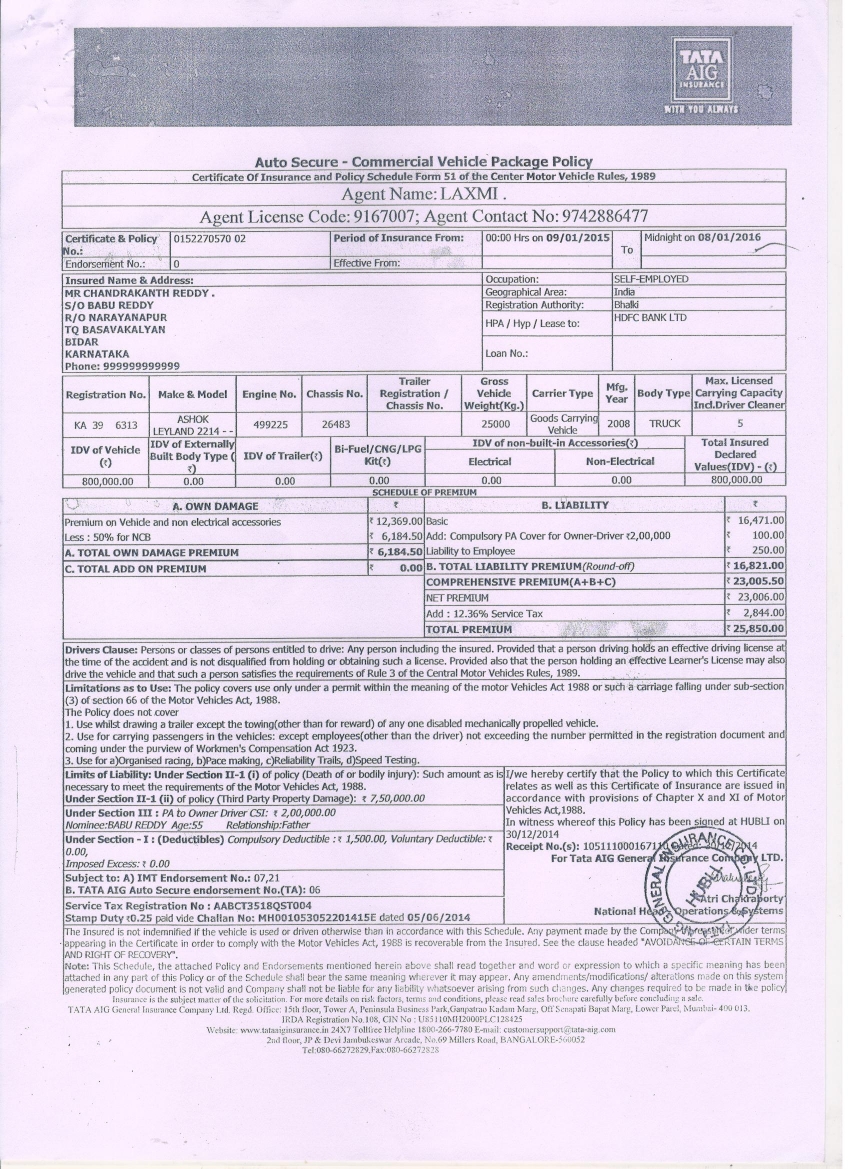 TATA
AIG
INSURANCE
WITH YOU ALWAYS
Auto Secure - Commercial Vehicle Package Policy
Certificate Of Insurance and Policy Schedule Form 51 of the Center Motor Vehicle Rules, 1989
Agent Name: LAXMI .
Agent License Code: 9167007; Agent Contact No: 9742886477
Certificate & Policy No.: 0152270570 02 Period of Insurance From: 00:00 Hrs on 09/01/2015 To Midnight on 08/01/2016
Endorsement No.: 0 Effective From:
Insured Name & Address:
MR CHANDRAKANTH REDDY .
S/O BABU REDDY
R/O NARAYANAPUR
TQ BASAVAKALYAN
BIDAR
KARNATAKA
Phone: 999999999999
Occupation: SELF-EMPLOYED
Geographical Area: India
Registration Authority: Bhalki
HPA / Hyp / Lease to: HDFC BANK LTD
Loan No.:
Registration No. Make & Model Engine No. Chassis No. Trailer Registration / Chassis No. Gross Vehicle Weight(Kg.) Carrier Type Mfg. Year Body Type Max. Licensed Carrying Capacity Incl.Driver Cleaner
KA 39 6313 ASHOK LEYLAND 2214 - - 499225 26483 25000 Goods Carrying Vehicle 2008 TRUCK 5
IDV of Vehicle (₹) IDV of Externally Built Body Type (₹) IDV of Trailer(₹) Bi-Fuel/CNG/LPG Kit(₹) IDV of non-built-in Accessories(₹) Electrical Non-Electrical Total Insured Declared Values(IDV) - (₹)
800,000.00 0.00 0.00 0.00 0.00 0.00 800,000.00
SCHEDULE OF PREMIUM
A. OWN DAMAGE ₹ B. LIABILITY ₹
Premium on Vehicle and non electrical accessories ₹ 12,369.00 Basic ₹ 16,471.00
Less : 50% for NCB ₹ 6,184.50 Add: Compulsory PA Cover for Owner-Driver ₹2,00,000 ₹ 100.00
A. TOTAL OWN DAMAGE PREMIUM ₹ 6,184.50 Liability to Employee ₹ 250.00
C. TOTAL ADD ON PREMIUM ₹ 0.00 B. TOTAL LIABILITY PREMIUM(Round-off) ₹ 16,821.00
COMPREHENSIVE PREMIUM(A+B+C) ₹ 23,005.50
NET PREMIUM ₹ 23,006.00
Add : 12.36% Service Tax ₹ 2,844.00
TOTAL PREMIUM ₹ 25,850.00
Drivers Clause: Persons or classes of persons entitled to drive: Any person including the insured. Provided that a person driving holds an effective driving license at
the time of the accident and is not disqualified from holding or obtaining such a license. Provided also that the person holding an effective Learner's License may also
drive the vehicle and that such a person satisfies the requirements of Rule 3 of the Central Motor Vehicles Rules, 1989.
Limitations as to Use: The policy covers use only under a permit within the meaning of the motor Vehicles Act 1988 or such a carriage falling under sub-section
(3) of section 66 of the Motor Vehicles Act, 1988.
The Policy does not cover
1. Use whilst drawing a trailer except the towing(other than for reward) of any one disabled mechanically propelled vehicle.
2. Use for carrying passengers in the vehicles: except employees(other than the driver) not exceeding the number permitted in the registration document and
coming under the purview of Workmen's Compensation Act 1923.
3. Use for a)Organised racing, b)Pace making, c)Reliability Trails, d)Speed Testing.
Limits of Liability: Under Section II-1 (i) of policy (Death of or bodily injury): Such amount as is
necessary to meet the requirements of the Motor Vehicles Act, 1988.
Under Section II-1 (ii) of policy (Third Party Property Damage): ₹ 7,50,000.00
Under Section III : PA to Owner Driver CSI: ₹ 2,00,000.00
Nominee:BABU REDDY Age:55 Relationship:Father
Under Section - I : (Deductibles) Compulsory Deductible :₹ 1,500.00, Voluntary Deductible: ₹
0.00,
Imposed Excess: ₹ 0.00
Subject to: A) IMT Endorsement No: 07,21
B. TATA AIG Auto Secure endorsement No.(TA): 06
Service Tax Registration No : AABCT3518QST004
Stamp Duty ₹0.25 paid vide Challan No: MH001053052201415E dated 05/06/2014
I/we hereby certify that the Policy to which this Certificate
relates as well as this Certificate of Insurance are issued in
accordance with provisions of Chapter X and XI of Motor
Vehicles Act,1988.
In witness whereof this Policy has been signed at HUBLI on
30/12/2014
Receipt No.(s): 10511100016711
For Tata AIG General Insurance Company LTD.
HUBLI
Atri Chakraborty
National Head - Operations & Systems
The Insured is not indemnified if the vehicle is used or driven otherwise than in accordance with this Schedule. Any payment made by the Company by reason of wider terms
appearing in the Certificate in order to comply with the Motor Vehicles Act, 1988 is recoverable from the Insured. See the clause headed "AVOIDANCE OF CERTAIN TERMS
AND RIGHT OF RECOVERY".
Note: This Schedule, the attached Policy and Endorsements mentioned herein above shall read together and word or expression to which a specific meaning has been
attached in any part of this Policy or of the Schedule shall bear the same meaning wherever it may appear. Any amendments/modifications/ alterations made on this system
generated policy document is not valid and Company shall not be liable for any liability whatsoever arising from such changes. Any changes required to be made in the policy
Insurance is the subject matter of the solicitation. For more details on risk factors, terms and conditions, please read sales brochure carefully before concluding a sale.
TATA AIG General Insurance Company Ltd. Regd. Office: 15th floor, Tower A, Peninsula Business Park,Ganpatrao Kadam Marg, Off Senapati Bapat Marg, Lower Parel, Mumbai- 400 013.
IRDA Registration No.108, CIN No : U85110MH2000PLC128425
Website: www.tataaiginsurance.in 24X7 Tollfree Helpline 1800-266-7780 E-mail: customersupport@tata-aig.com
2nd floor, JP & Devi Jambukeswar Arcade, No.69 Millers Road, BANGALORE-560052
Tel:080-66272829,Fax:080-66272828